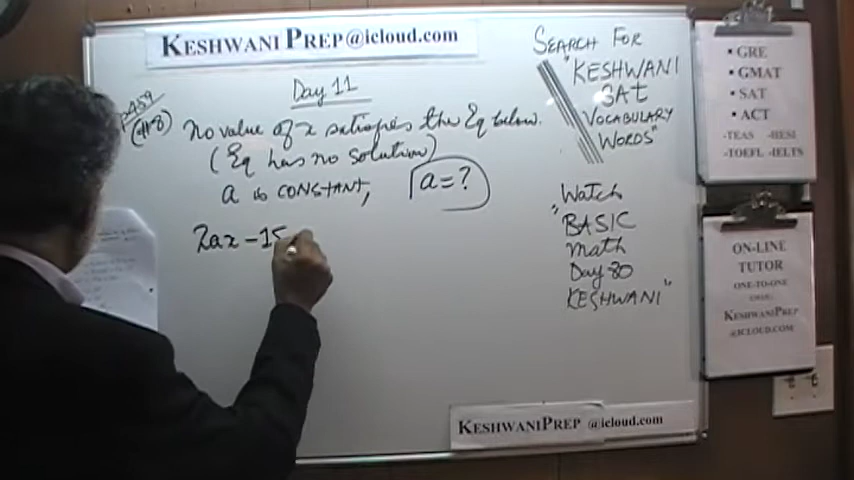 KESHWANI PREP@icloud.com
Day 11
p459
(#8)
No value of x satisfies the Eq below.
(Eq has no solution)
a is CONSTANT, a = ?
2ax - 15
SEARCH FOR
"KESHWANI
SAT
VOCABULARY
WORDS"
Watch
"BASIC
math
Day 80
KESHWANI"
KESHWANIPREP @icloud.com
• GRE
• GMAT
• SAT
• ACT
-TEAS -HESI
-TOEFL -IELTS
ON-LINE
TUTOR
ONE-TO-ONE
KESHWANIPREP
@ICLOUD.COM